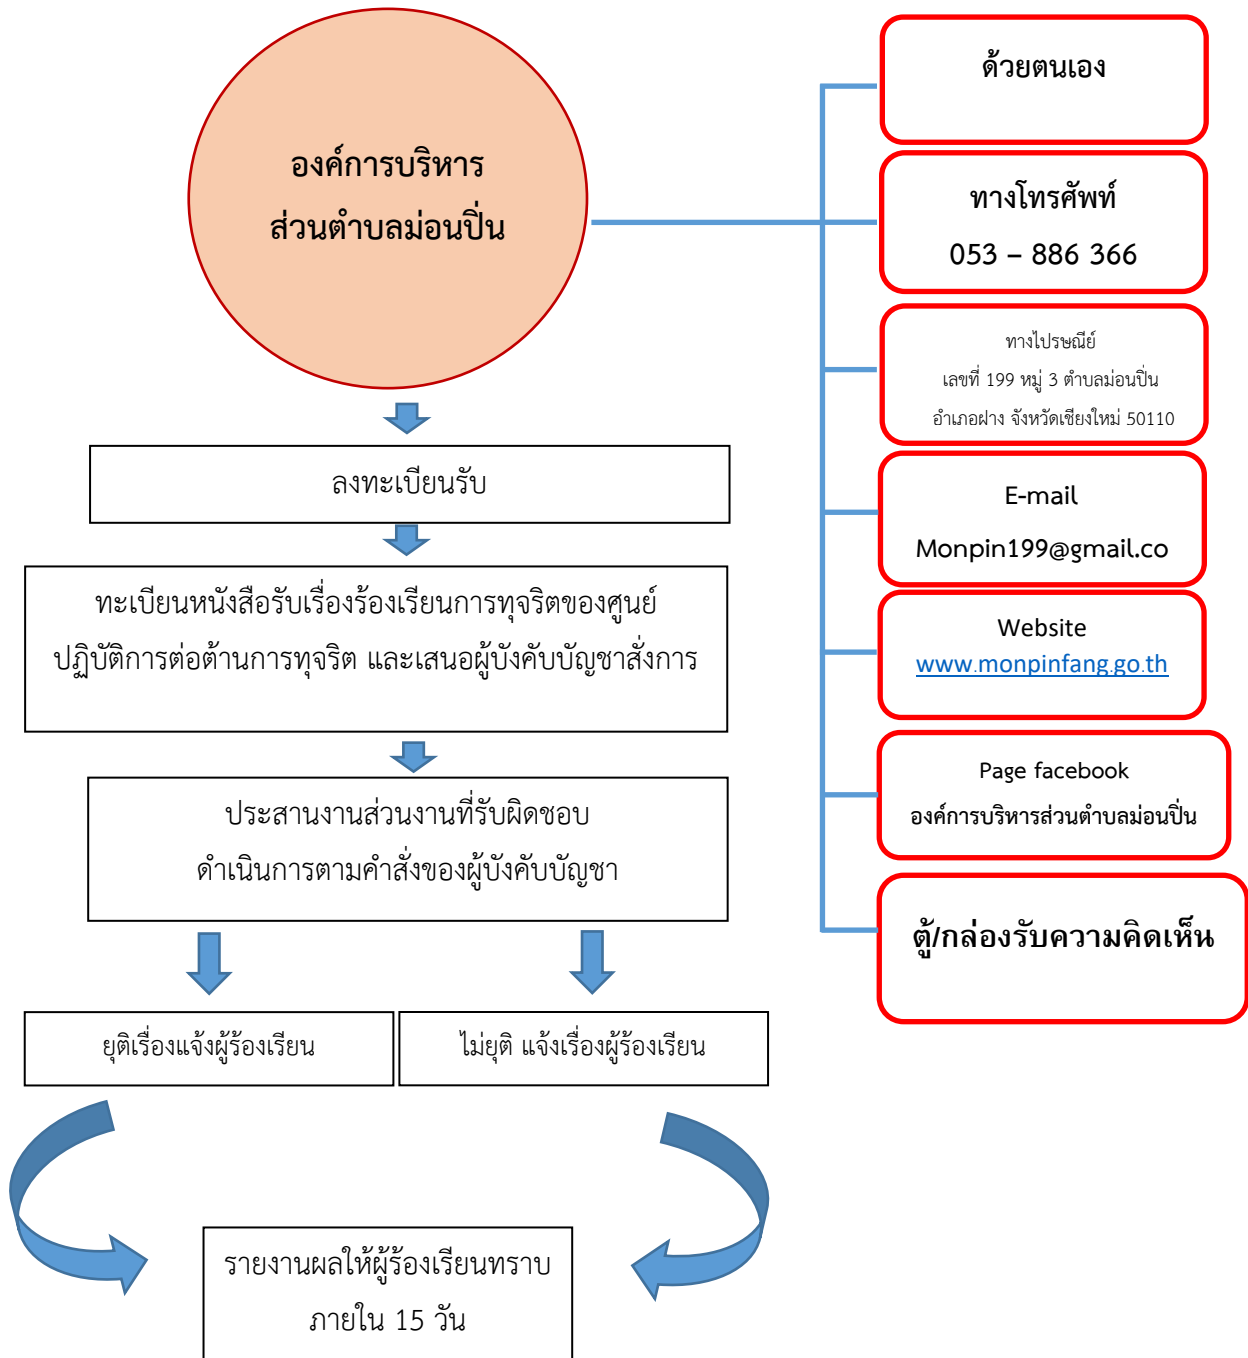 องค์การบริหาร
ส่วนตำบลม่อนปิ่น
ลงทะเบียนรับ
ทะเบียนหนังสือรับเรื่องร้องเรียนการทุจริตของศูนย์
ปฏิบัติการต่อต้านการทุจริต และเสนอผู้บังคับบัญชาสั่งการ
ประสานงานส่วนงานที่รับผิดชอบ
ดำเนินการตามคำสั่งของผู้บังคับบัญชา
ยุติเรื่องแจ้งผู้ร้องเรียน
ไม่ยุติ แจ้งเรื่องผู้ร้องเรียน
รายงานผลให้ผู้ร้องเรียนทราบ
ภายใน 15 วัน
ด้วยตนเอง
ทางโทรศัพท์
053 – 886 366
ทางไปรษณีย์
เลขที่ 199 หมู่ 3 ตำบลม่อนปิ่น
อำเภอฝาง จังหวัดเชียงใหม่ 50110
E-mail
Monpin199@gmail.co
Website
www.monpinfang.go.th
Page facebook
องค์การบริหารส่วนตำบลม่อนปิ่น
ตู้/กล่องรับความคิดเห็น